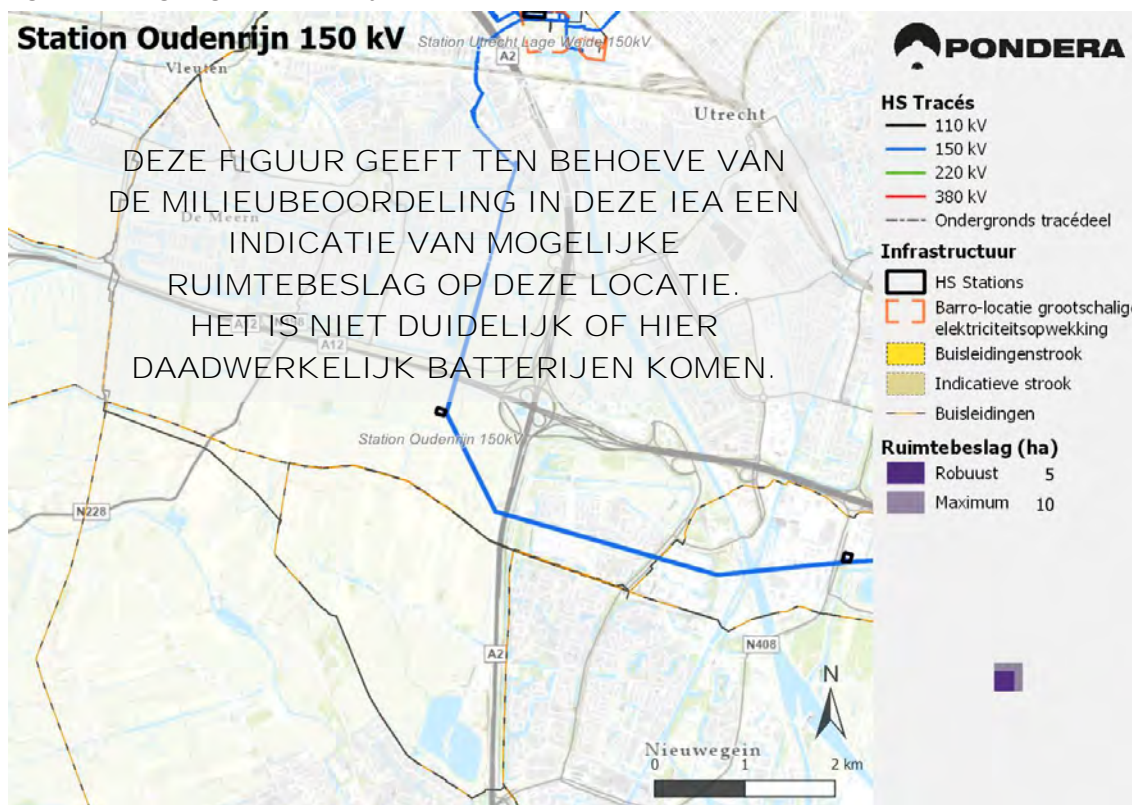 Station Oudenrijn 150 kV
Station Utrecht Lage Weide 150kV
A2
Vleuten
Utrecht
DEZE FIGUUR GEEFT TEN BEHOEVE VAN
DE MILIEUBEOORDELING IN DEZE IEA EEN
De Meern
INDICATIE VAN MOGELIJKE
RUIMTEBESLAG OP DEZE LOCATIE.
HET IS NIET DUIDELIJK OF HIER
A12
A12
DAADWERKELIJK BATTERIJEN KOMEN.
Station Oudenrijn 150kV
N228
A2
N408
Nieuwegein
N
0 1 2 km
PONDERA
HS Tracés
110 kV
150 kV
220 kV
380 kV
Ondergronds tracédeel
Infrastructuur
HS Stations
Barro-locatie grootschalige
elektriciteitsopwekking
Buisleidingenstrook
Indicatieve strook
Buisleidingen
Ruimtebeslag (ha)
Robuust 5
Maximum 10